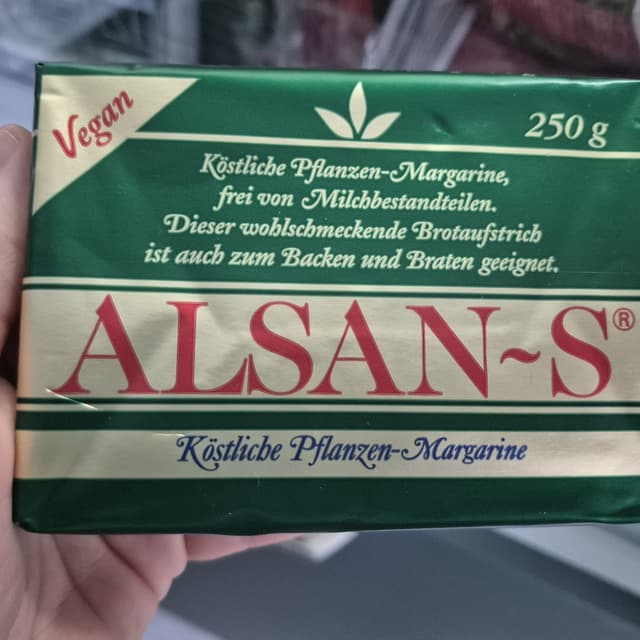 Vegan
250 g
Köstliche Pflanzen-Margarine,
frei von Milchbestandteilen.
Dieser wohlschmeckende Brotaufstrich
ist auch zum Backen und Braten geeignet.
ALSAN~S®
Köstliche Pflanzen-Margarine